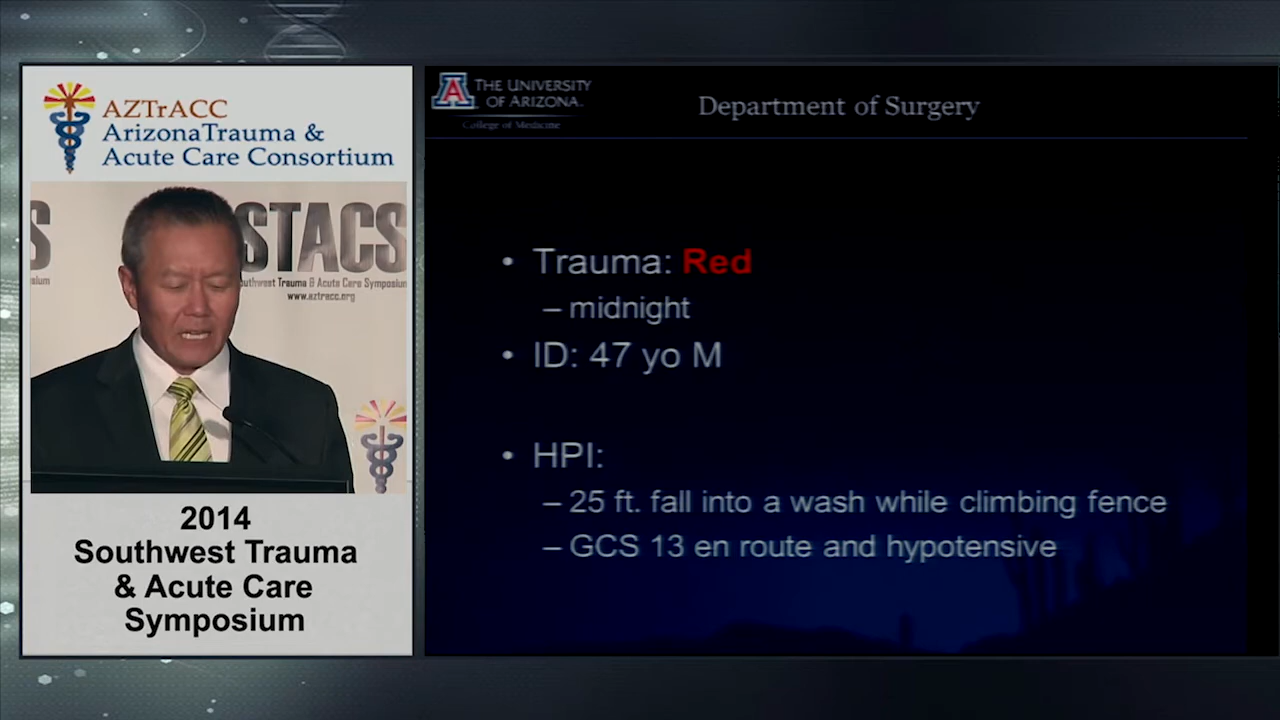 AZTrACC
ArizonaTrauma &
Acute Care Consortium
S
STACS
Southwest Trauma & Acute Care Symposium
www.aztracc.org
2014
Southwest Trauma
& Acute Care
Symposium
A THE UNIVERSITY
OF ARIZONA.
College of Medicine
Department of Surgery
• Trauma: Red
– midnight
• ID: 47 yo M
• HPI:
– 25 ft. fall into a wash while climbing fence
– GCS 13 en route and hypotensive